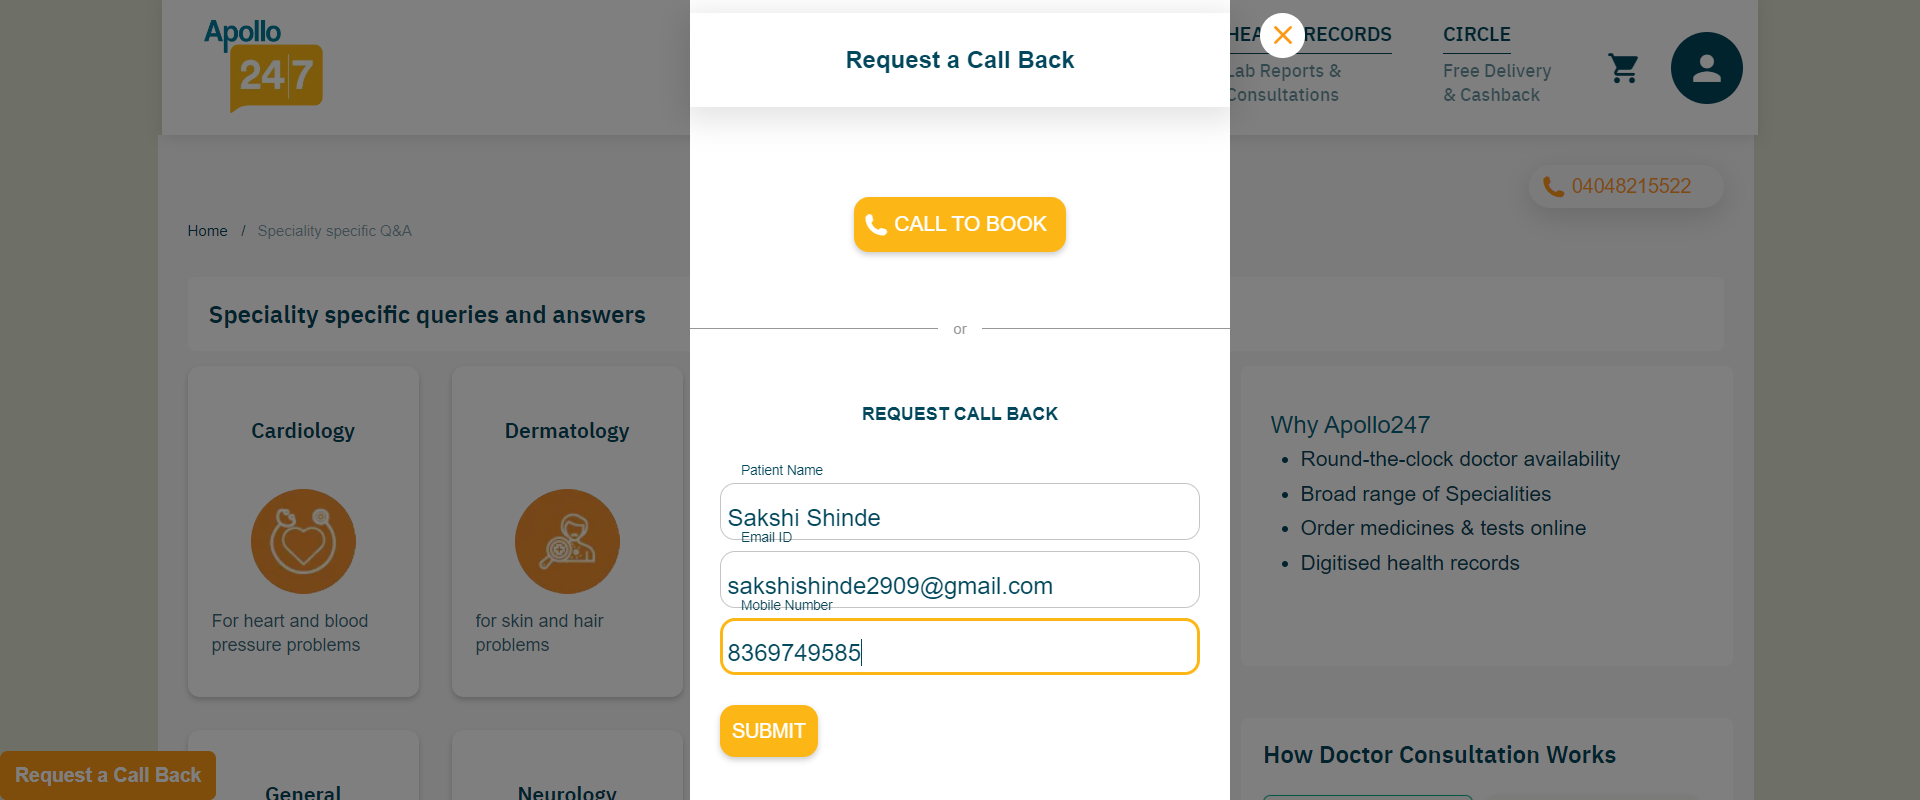 Apollo
24|7
Request a Call Back
HEA RECORDS
Lab Reports &
Consultations
CIRCLE
Free Delivery
& Cashback
04048215522
CALL TO BOOK
Home / Speciality specific Q&A
Speciality specific queries and answers
or
REQUEST CALL BACK
Cardiology
For heart and blood
pressure problems
Dermatology
for skin and hair
problems
Patient Name
Sakshi Shinde
Email ID
sakshishinde2909@gmail.com
Mobile Number
8369749585
SUBMIT
Why Apollo247
Round-the-clock doctor availability
Broad range of Specialities
Order medicines & tests online
Digitised health records
How Doctor Consultation Works
Request a Call Back
General
Neurology